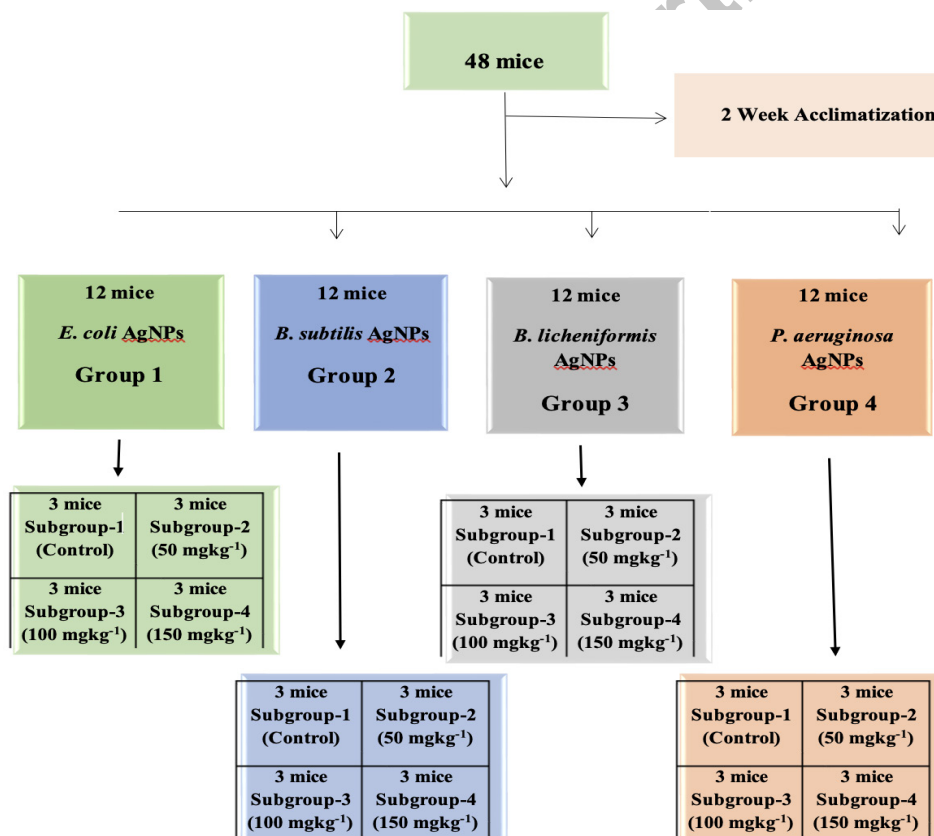 48 mice
2 Week Acclimatization
12 mice
E. coli AgNPs
Group 1
12 mice
B. subtilis AgNPs
Group 2
12 mice
B. licheniformis
AgNPs
Group 3
12 mice
P. aeruginosa
AgNPs
Group 4
3 mice
Subgroup-1
(Control)
3 mice
Subgroup-2
(50 mgkg⁻¹)
3 mice
Subgroup-3
(100 mgkg⁻¹)
3 mice
Subgroup-4
(150 mgkg⁻¹)
3 mice
Subgroup-1
(Control)
3 mice
Subgroup-2
(50 mgkg⁻¹)
3 mice
Subgroup-3
(100 mgkg⁻¹)
3 mice
Subgroup-4
(150 mgkg⁻¹)
3 mice
Subgroup-1
(Control)
3 mice
Subgroup-2
(50 mgkg⁻¹)
3 mice
Subgroup-3
(100 mgkg⁻¹)
3 mice
Subgroup-4
(150 mgkg⁻¹)
3 mice
Subgroup-1
(Control)
3 mice
Subgroup-2
(50 mgkg⁻¹)
3 mice
Subgroup-3
(100 mgkg⁻¹)
3 mice
Subgroup-4
(150 mgkg⁻¹)